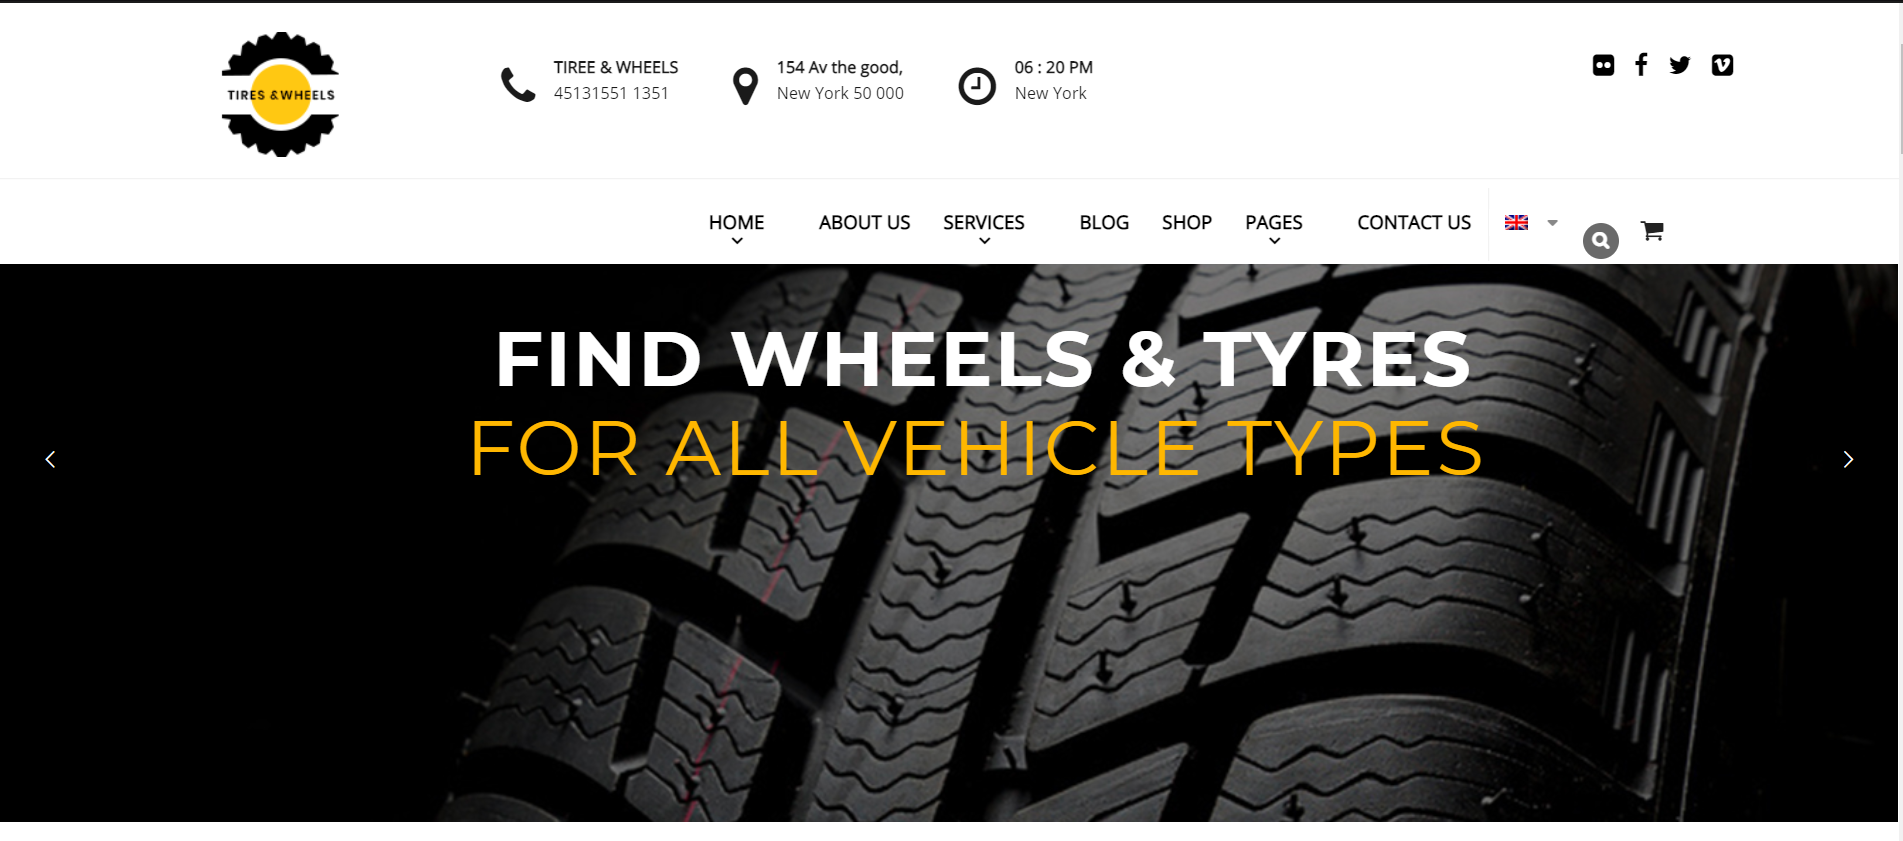 TIRES & WHEELS
TIREE & WHEELS
45131551 1351
154 Av the good,
New York 50 000
06 : 20 PM
New York
HOME ABOUT US SERVICES BLOG SHOP PAGES CONTACT US
FIND WHEELS & TYRES
FOR ALL VEHICLE TYPES